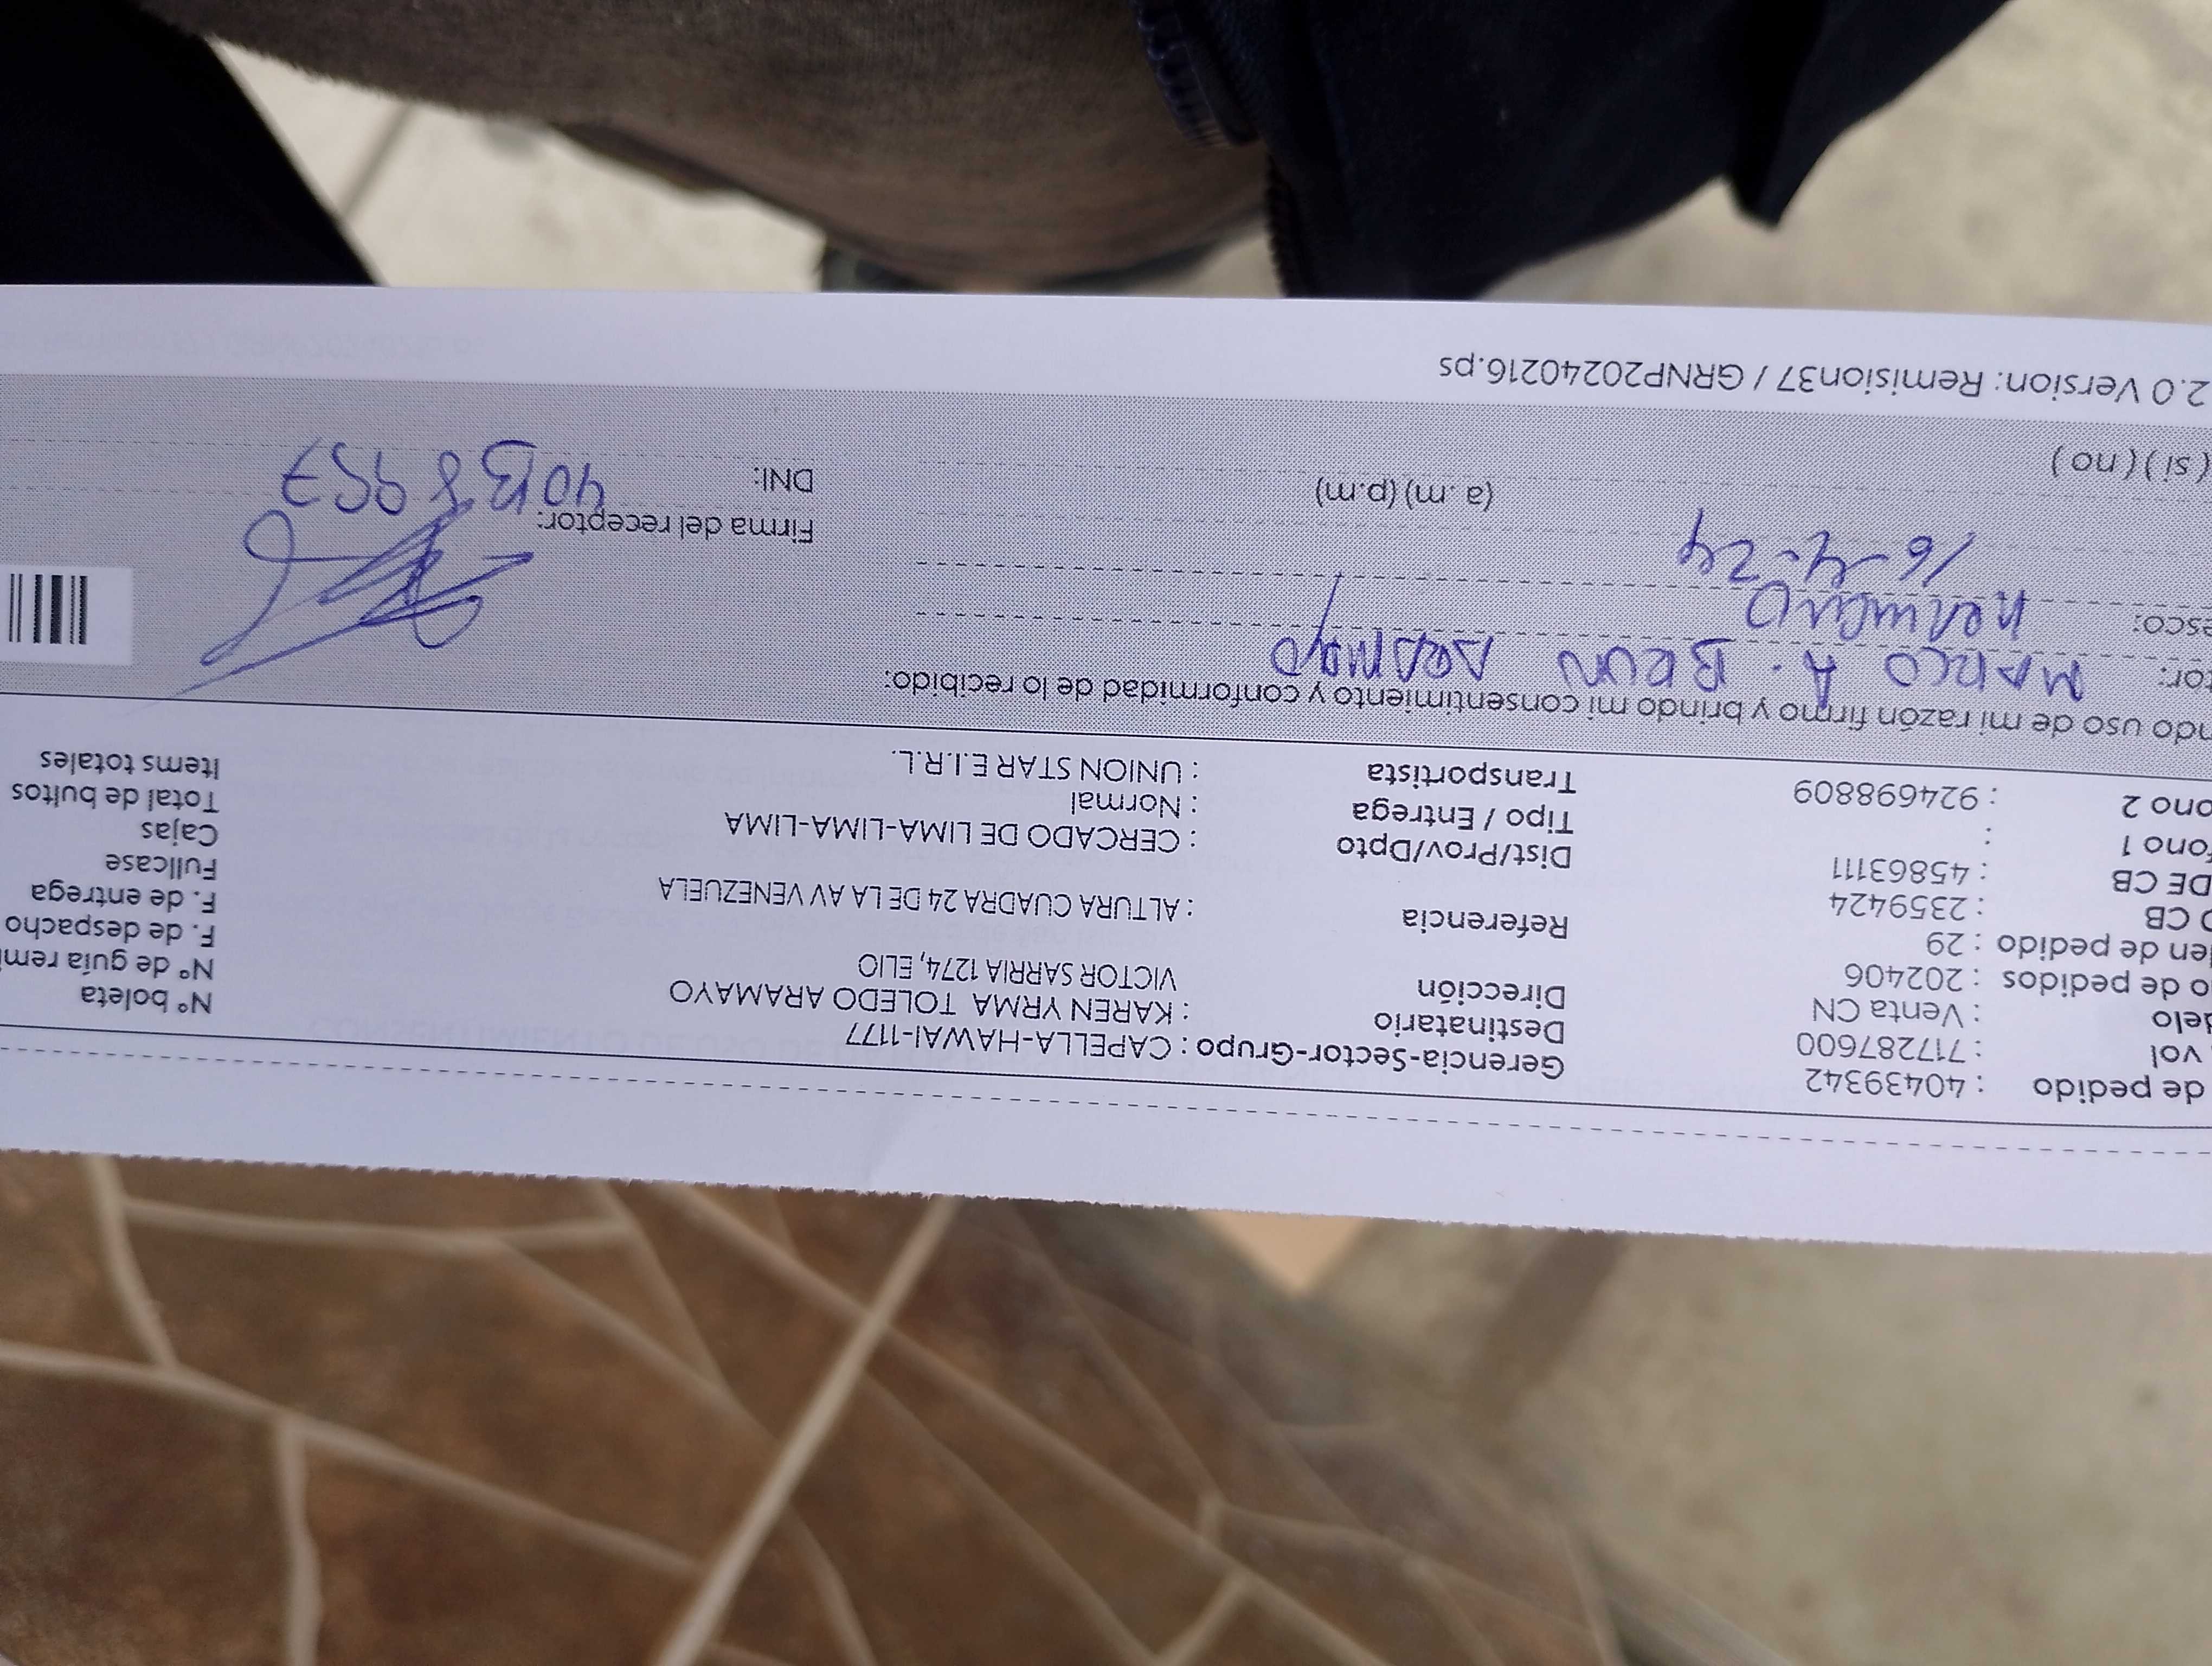 de pedido : 40439342 Gerencia-Sector-Grupo : CAPELLA-HAWAI-1177 N° boleta
vol : 717287600 Destinatario : KAREN YRMA TOLEDO ARAMAYO N° de guía remi
delo : Venta CN Dirección VICTOR SARRIA 1274, ELIO F. de despacho
o de pedidos : 202406 F. de entrega
en de pedido : 29 Referencia : ALTURA CUADRA 24 DE LA AV VENEZUELA Fullcase
O CB : 2359424 Cajas
DE CB : 45863111 Dist/Prov/Dpto : CERCADO DE LIMA-LIMA-LIMA Total de bultos
fono 1 : Tipo / Entrega : Normal Items totales
ono 2 : 924698809 Transportista : UNION STAR E.I.R.L.
ndo uso de mi razón firmo y brindo mi consentimiento y conformidad de lo recibido:
tor: MARCO A. BRUN ARAMAYO
esco: HERMANO
16-4-24 Firma del receptor:
(a.m) (p.m) DNI:
(si) (no)
2.0 Version: Remision37 / GRNP20240216.ps